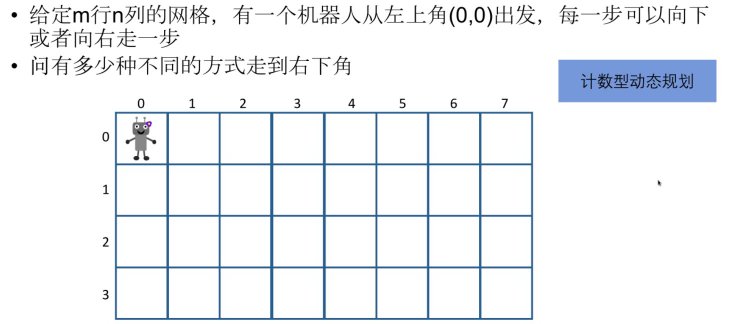 • 给定m行n列的网格，有一个机器人从左上角(0,0)出发，每一步可以向下
或者向右走一步
• 问有多少种不同的方式走到右下角
计数型动态规划
0 1 2 3 4 5 6 7
0
1
2
3